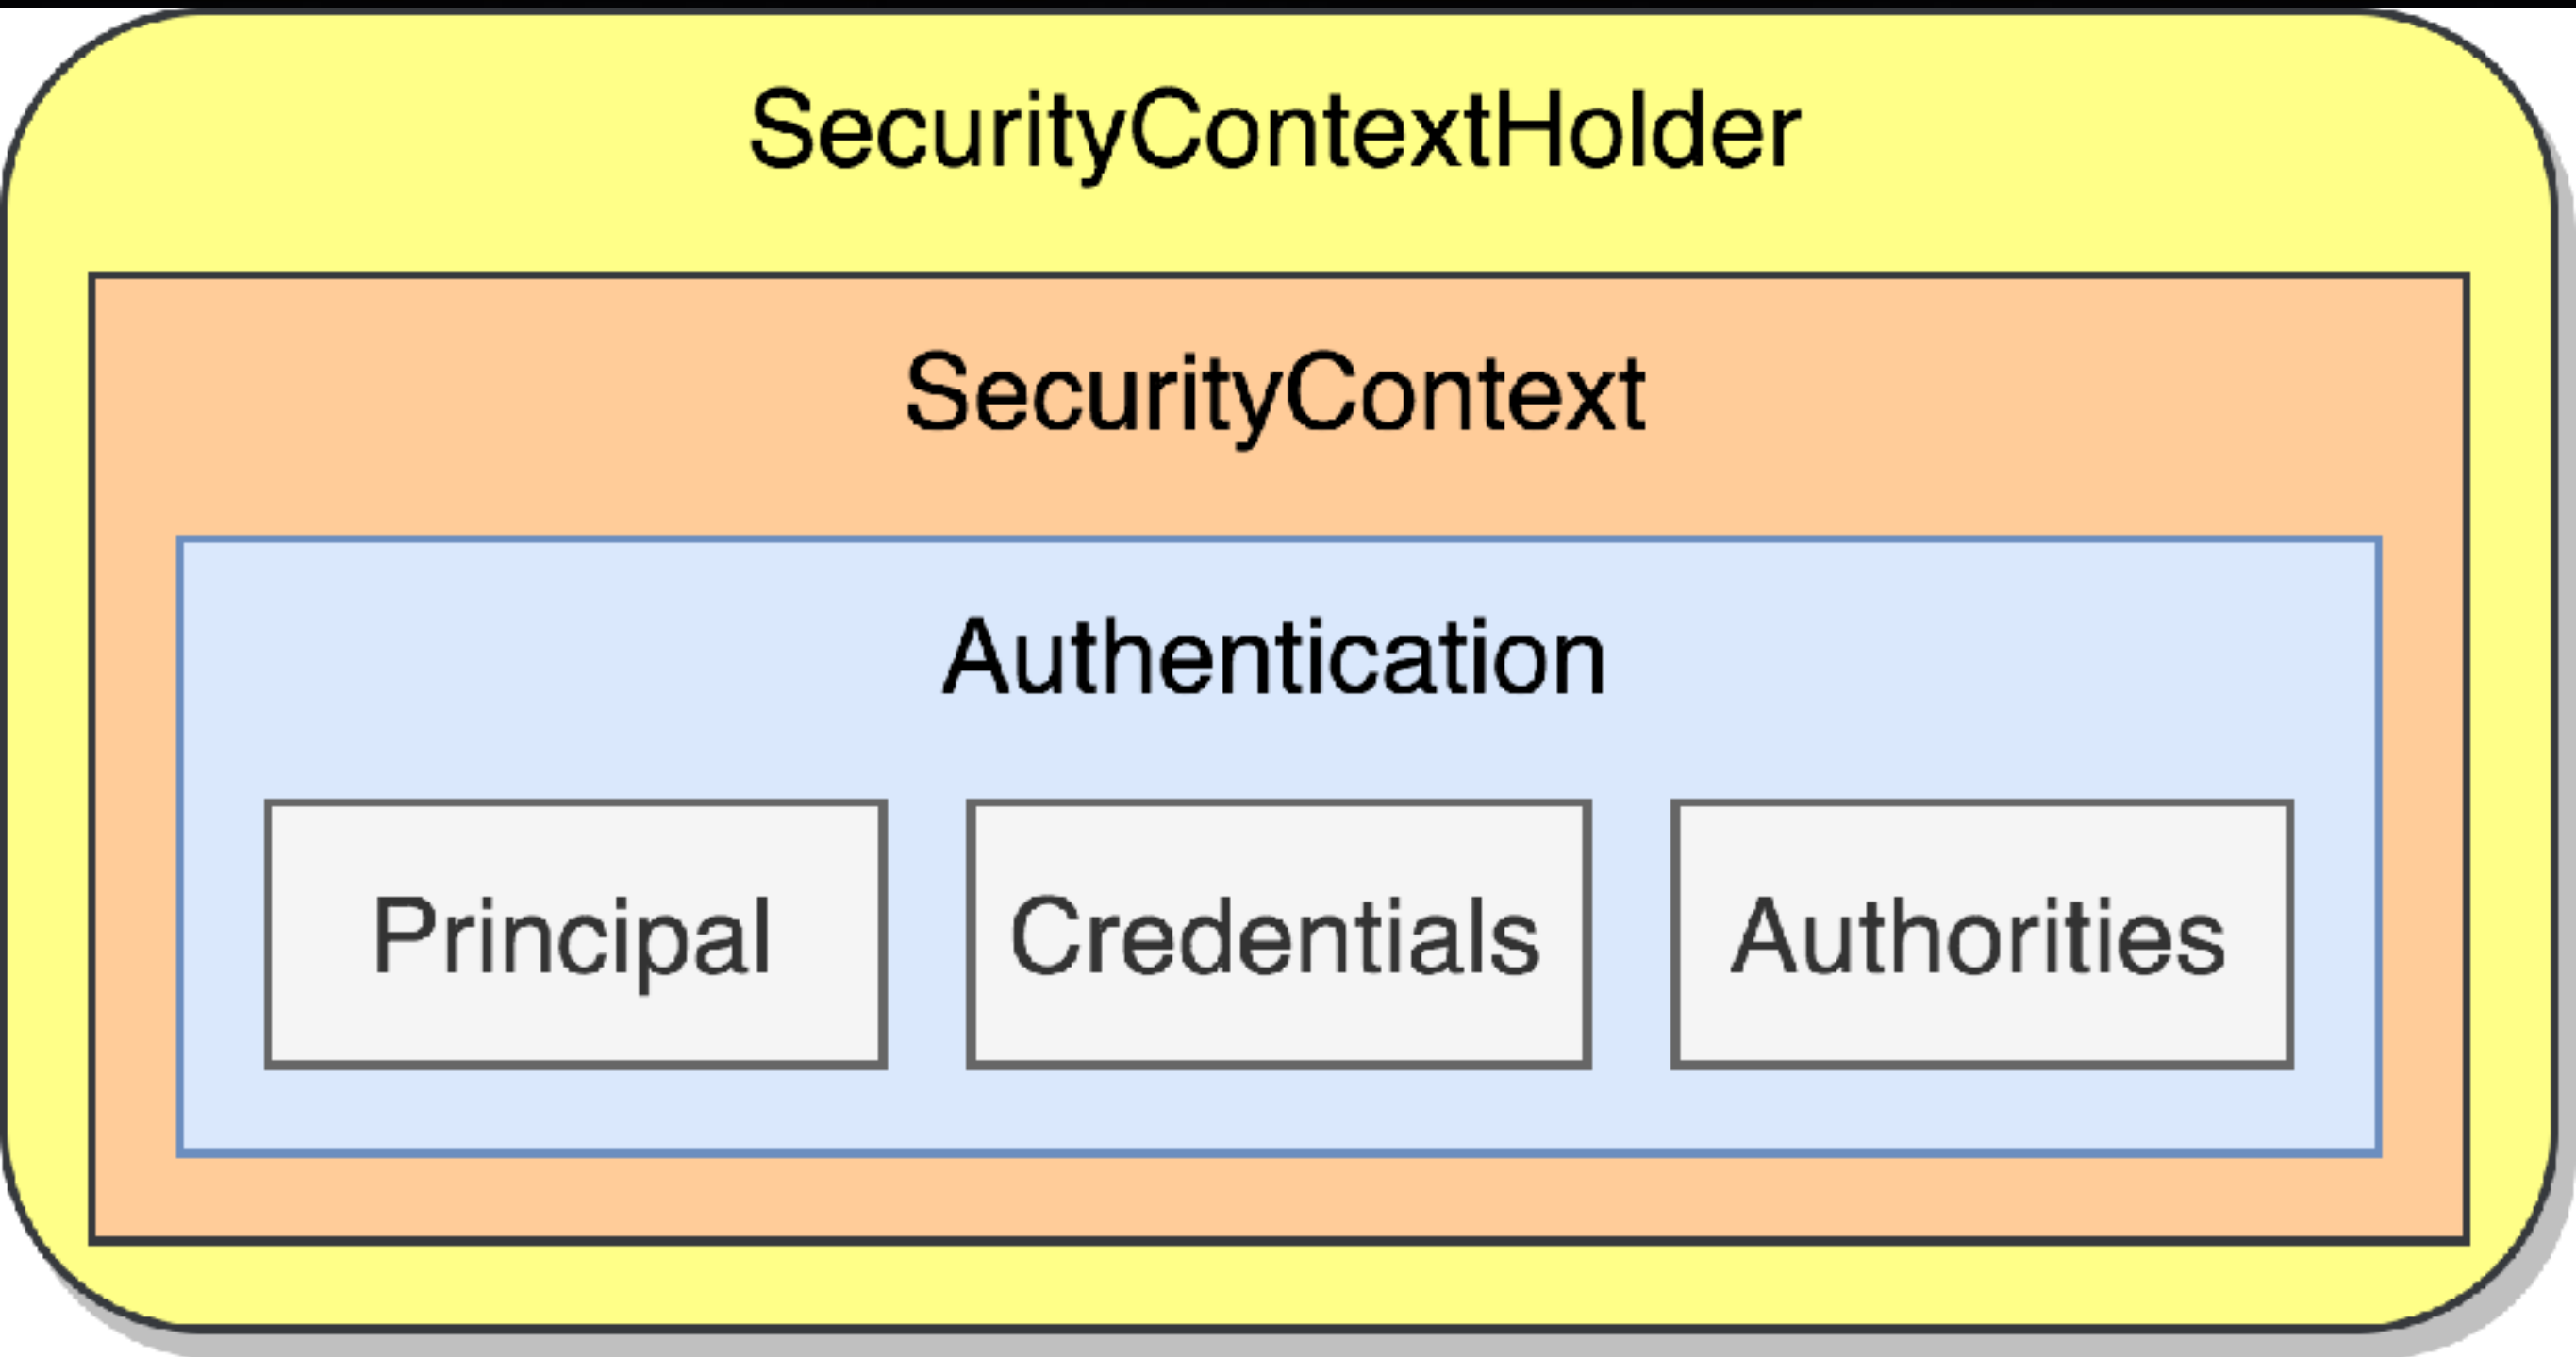 SecurityContextHolder
SecurityContext
Authentication
Principal
Credentials
Authorities